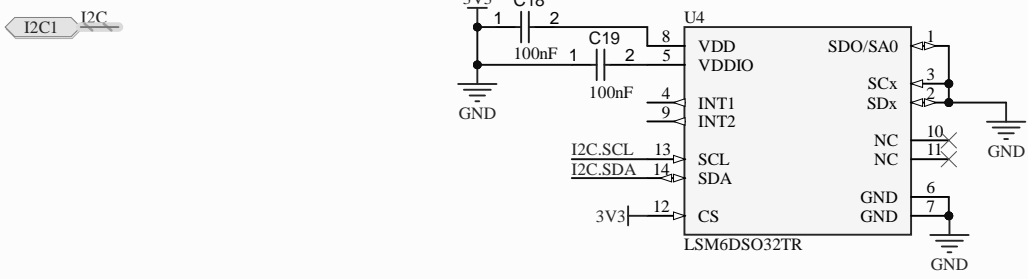 3V3
C18
I2C1
I2C
1
2
U4
C19
100nF
1
2
100nF
GND
8
VDD
5
VDDIO
4
INT1
9
INT2
I2C.SCL
13
SCL
I2C.SDA
14
SDA
3V3
12
CS
SDO/SA0
1
SCx
3
SDx
2
GND
NC
10
NC
11
GND
6
GND
7
GND
LSM6DSO32TR